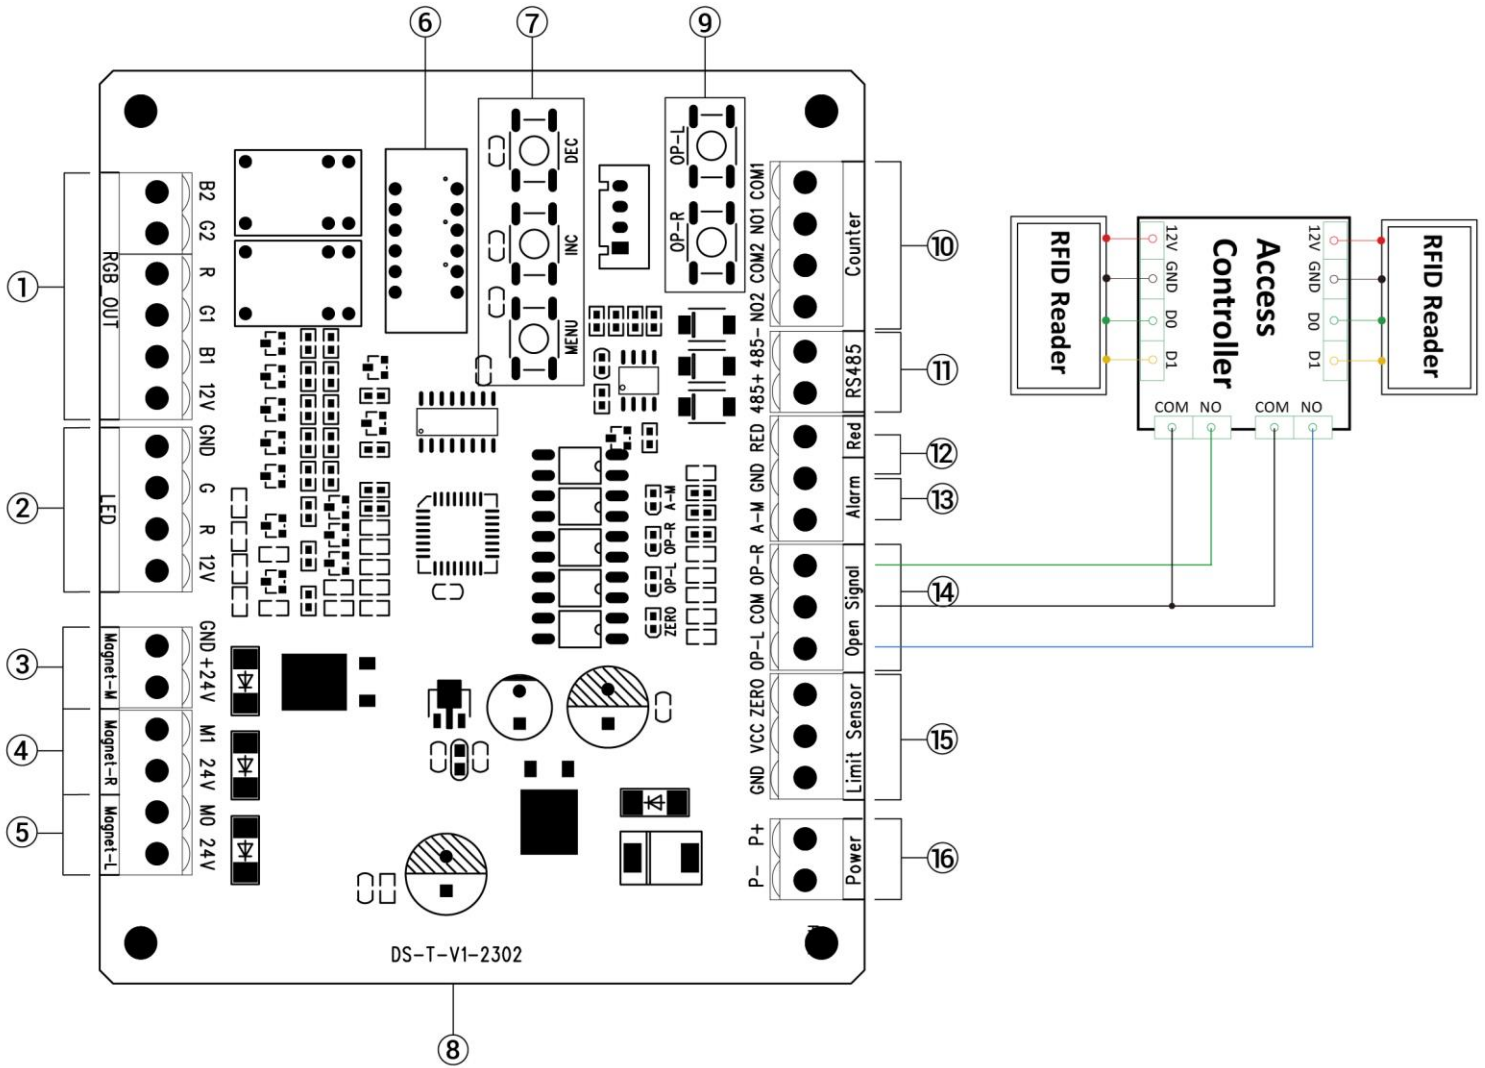 ⑥
⑦
⑨
①
②
③
④
⑤
⑧
⑩
⑪
⑫
⑬
⑭
⑮
⑯
RGB_OUT
B2
G2
R
G1
B1
12V
LED
GND
G
R
12V
Magnet-M
GND
+24V
Magnet-R
M1
24V
Magnet-L
M0
24V
DEC
INC
MENU
OP-L
OP-R
A-M
OP-R
OP-L
ZERO
COM1
NO1
COM2
NO2
Counter
485-
485+
RS485
RED
Red
GND
A-M
Alarm
OP-R
COM
OP-L
Open Signal
ZERO
VCC
GND
Limit Sensor
P+
P-
Power
DS-T-V1-2302
RFID Reader
12V
GND
D0
D1
Access
Controller
12V
GND
D0
D1
RFID Reader
COM NO COM NO